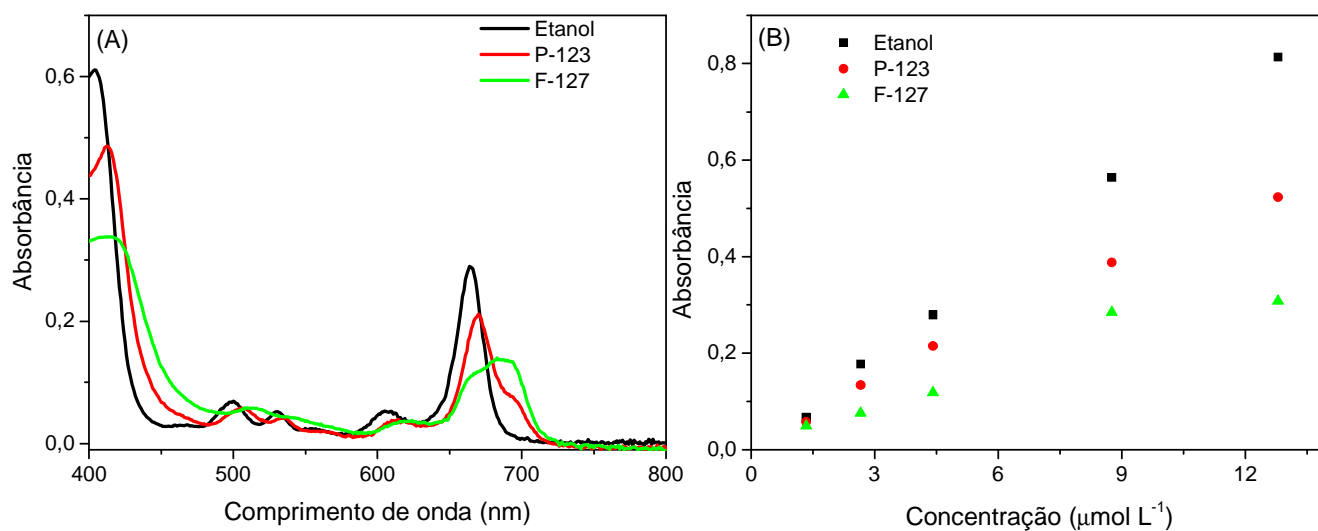 (A)
Etanol
P-123
F-127
0,6
0,4
0,2
0,0
Absorbância
400
500
600
700
800
Comprimento de onda (nm)
(B)
Etanol
P-123
F-127
0,8
0,6
0,4
0,2
0,0
Absorbância
0
3
6
9
12
Concentração (μmol L⁻¹)